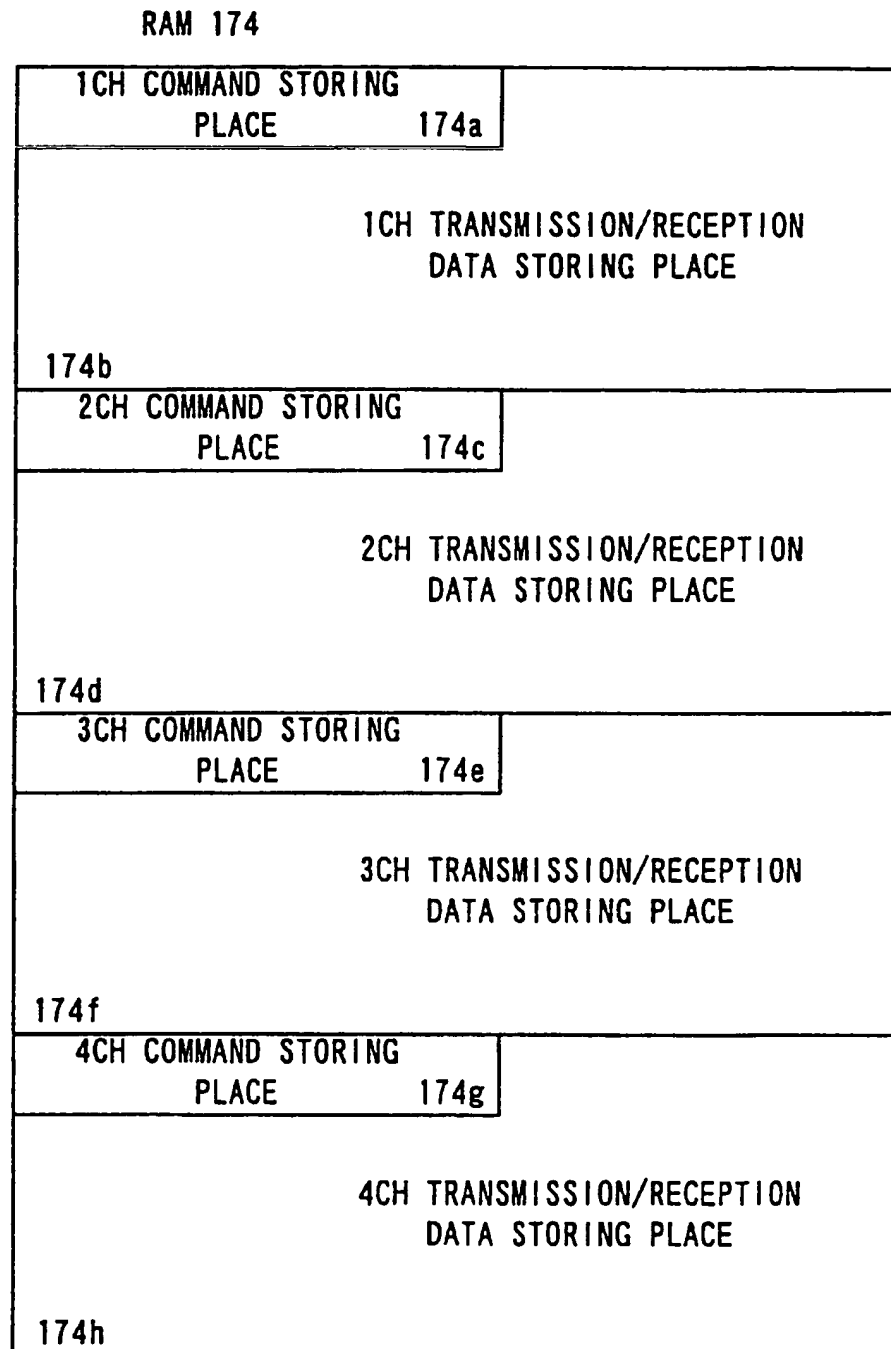 RAM 174
1CH COMMAND STORING
PLACE 174a
1CH TRANSMISSION/RECEPTION
DATA STORING PLACE
174b
2CH COMMAND STORING
PLACE 174c
2CH TRANSMISSION/RECEPTION
DATA STORING PLACE
174d
3CH COMMAND STORING
PLACE 174e
3CH TRANSMISSION/RECEPTION
DATA STORING PLACE
174f
4CH COMMAND STORING
PLACE 174g
4CH TRANSMISSION/RECEPTION
DATA STORING PLACE
174h